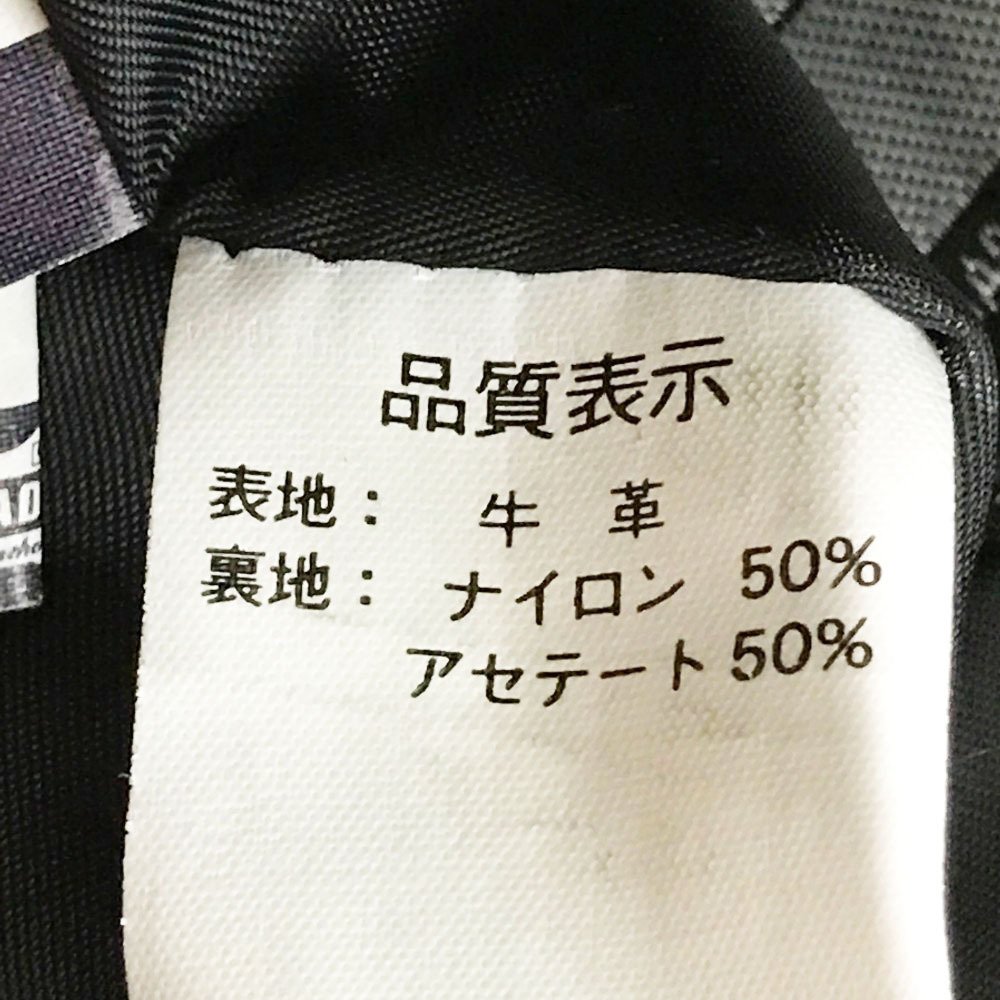 品質表示
表地： 牛 革
裏地： ナイロン 50%
アセテート 50%